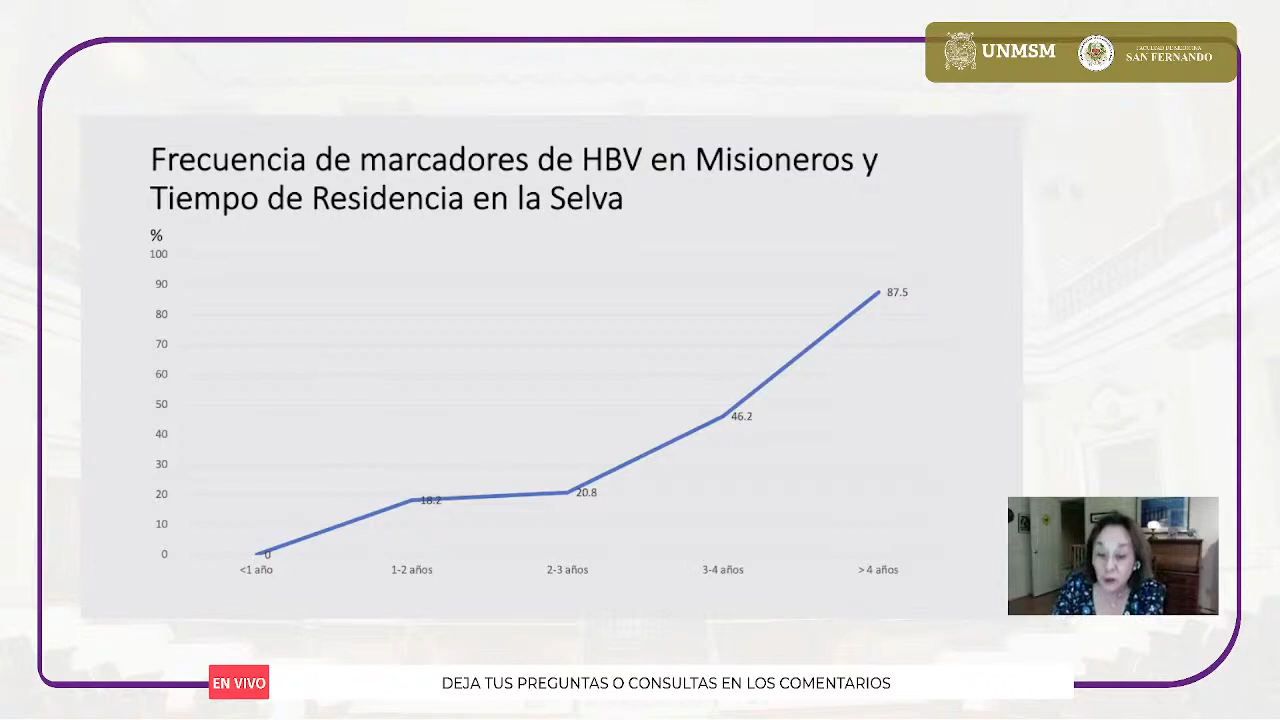 UNMSM
FACULTAD DE MEDICINA
SAN FERNANDO
Frecuencia de marcadores de HBV en Misioneros y
Tiempo de Residencia en la Selva
%
100
90
80
70
60
50
40
30
20
10
0
87.5
46.2
20.8
18.2
0
<1 año
1-2 años
2-3 años
3-4 años
> 4 años
EN VIVO
DEJA TUS PREGUNTAS O CONSULTAS EN LOS COMENTARIOS